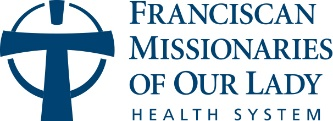 FRANCISCAN
MISSIONARIES
OF OUR LADY
HEALTH SYSTEM